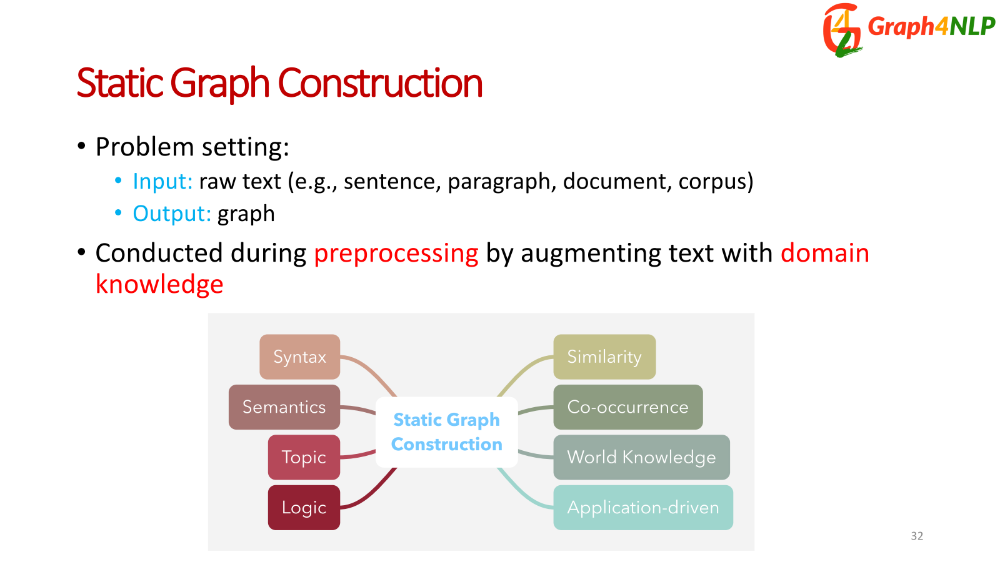 Graph4NLP
Static Graph Construction
• Problem setting:
• Input: raw text (e.g., sentence, paragraph, document, corpus)
• Output: graph
• Conducted during preprocessing by augmenting text with domain
knowledge
Syntax
Semantics
Topic
Logic
Static Graph
Construction
Similarity
Co-occurrence
World Knowledge
Application-driven
32